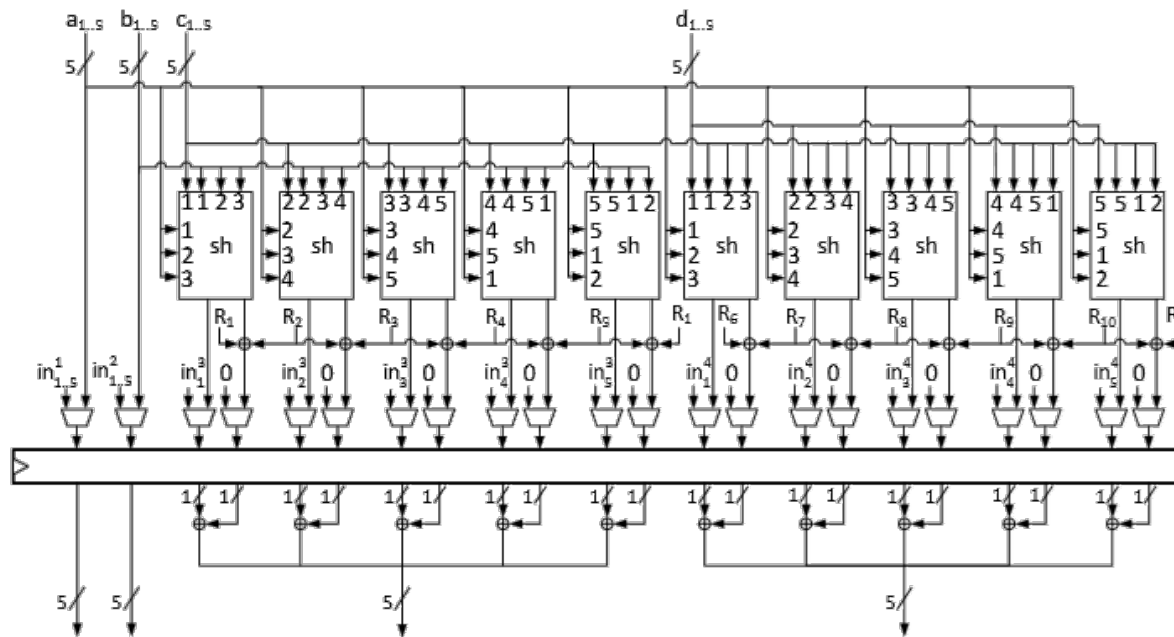 a₁..₅ b₁..₅ c₁..₅ d₁..₅
5 5 5 5
1 1 2 3 2 2 3 4 3 3 4 5 4 4 5 1 5 5 1 2 1 1 2 3 2 2 3 4 3 3 4 5 4 4 5 1 5 5 1 2
1 2 3 4 5 1 2 3 4 5
sh sh sh sh sh sh sh sh sh sh
2 3 4 5 1 2 3 4 5 1
3 4 5 1 2 3 4 5 1 2
R₁ R₂ R₃ R₄ R₅ R₁ R₆ R₇ R₈ R₉ R₁₀
in¹₁..₅ in²₁..₅ in³₁ 0 in³₂ 0 in³₃ 0 in³₄ 0 in³₅ 0 in⁴₁ 0 in⁴₂ 0 in⁴₃ 0 in⁴₄ 0 in⁴₅ 0
1 1 1 1 1 1 1 1 1 1 1 1 1 1 1 1 1 1 1 1
5 5 5 5